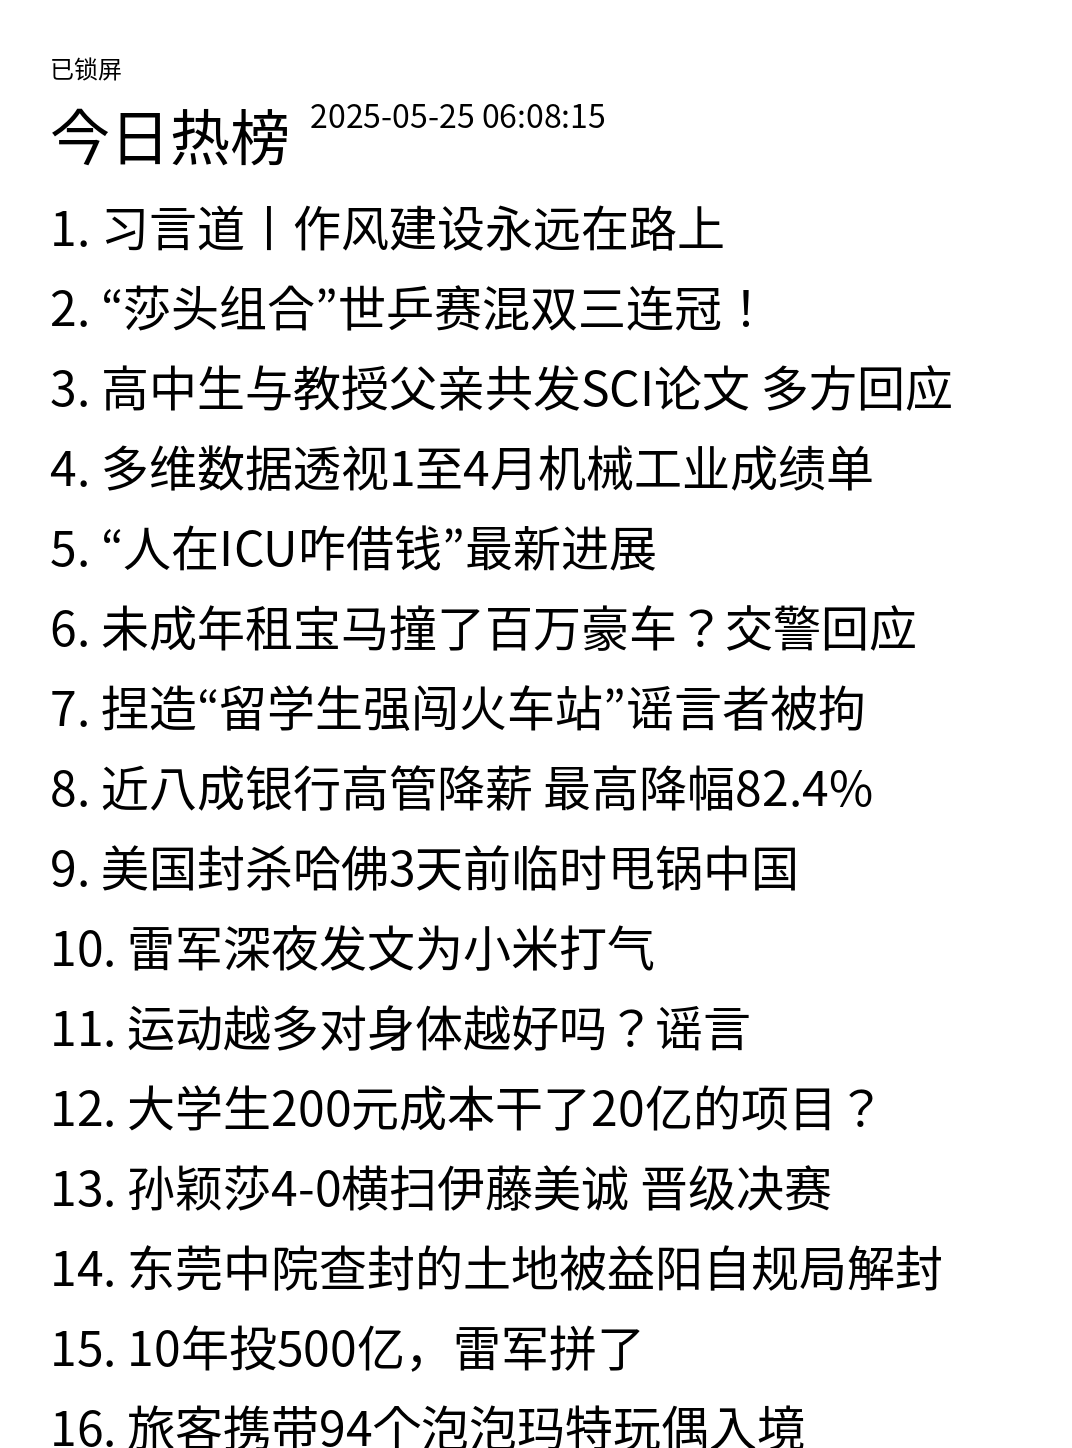 已锁屏
今日热榜 2025-05-25 06:08:15
1. 习言道丨作风建设永远在路上
2. “莎头组合”世乒赛混双三连冠！
3. 高中生与教授父亲共发SCI论文 多方回应
4. 多维数据透视1至4月机械工业成绩单
5. “人在ICU咋借钱”最新进展
6. 未成年租宝马撞了百万豪车？交警回应
7. 捏造“留学生强闯火车站”谣言者被拘
8. 近八成银行高管降薪 最高降幅82.4%
9. 美国封杀哈佛3天前临时甩锅中国
10. 雷军深夜发文为小米打气
11. 运动越多对身体越好吗？谣言
12. 大学生200元成本干了20亿的项目？
13. 孙颖莎4-0横扫伊藤美诚 晋级决赛
14. 东莞中院查封的土地被益阳自规局解封
15. 10年投500亿，雷军拼了
16. 旅客携带94个泡泡玛特玩偶入境